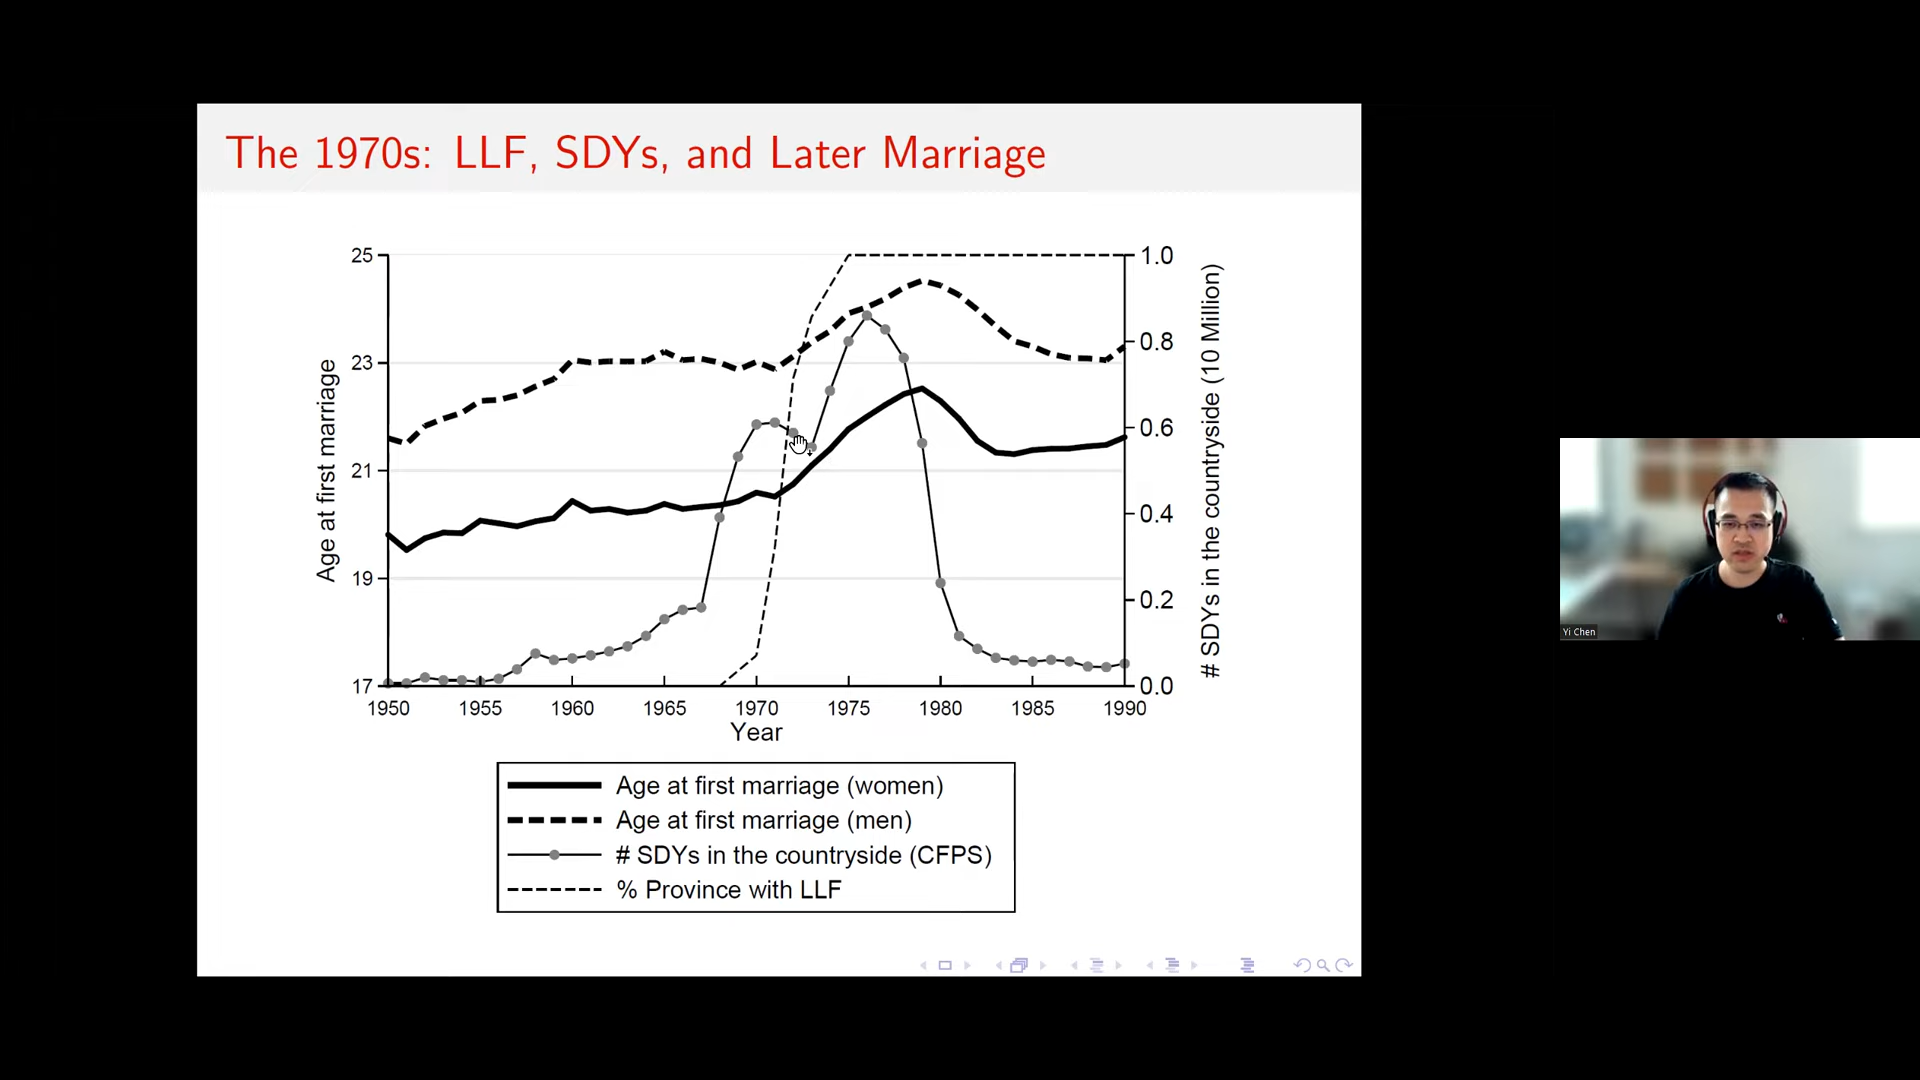 The 1970s: LLF, SDYs, and Later Marriage
25
23
21
19
17
Age at first marriage
1.0
0.8
0.6
0.4
0.2
0.0
# SDYs in the countryside (10 Million)
1950 1955 1960 1965 1970 1975 1980 1985 1990
Year
Age at first marriage (women)
Age at first marriage (men)
# SDYs in the countryside (CFPS)
% Province with LLF
Yi Chen